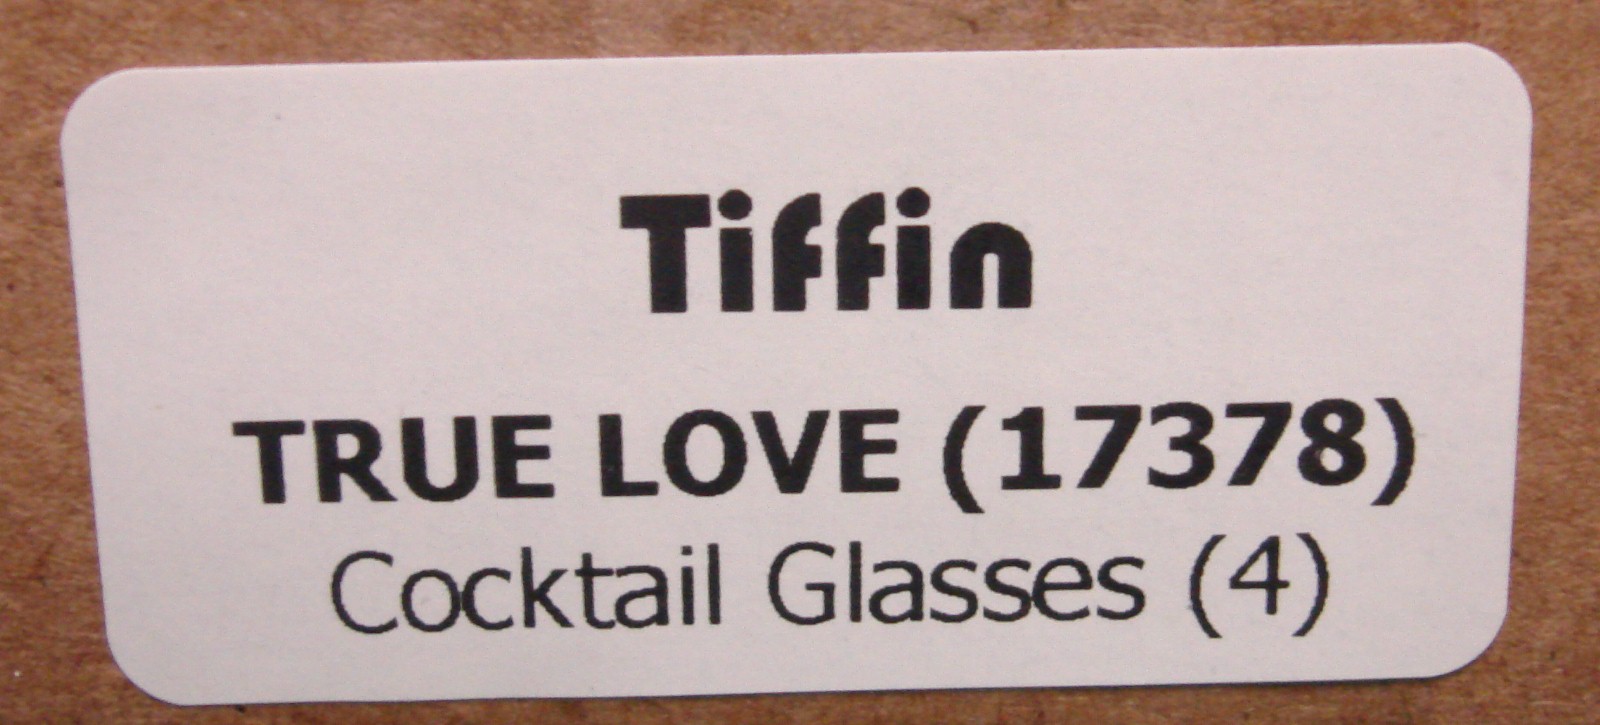 Tiffin
TRUE LOVE (17378)
Cocktail Glasses (4)